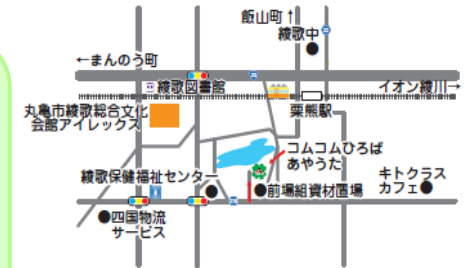 飯山町↑
綾歌中
←まんのう町
綾歌図書館
イオン綾川→
栗熊駅
丸亀市綾歌総合文化
会館アイレックス
コムコムひろば
あやうた
綾歌保健福祉センター
キトクラス
カフェ
前場組資材置場
四国物流
サービス